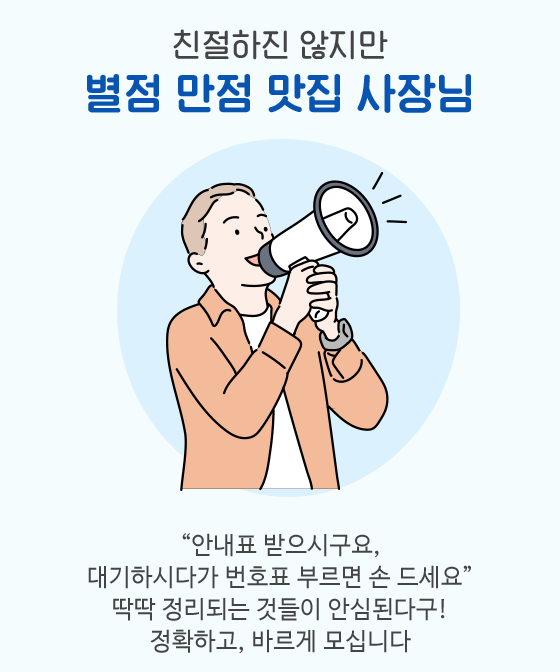 친절하진 않지만
별점 만점 맛집 사장님
“안내표 받으시구요,
대기하시다가 번호표 부르면 손 드세요”
딱딱 정리되는 것들이 안심된다구!
정확하고, 바르게 모십니다